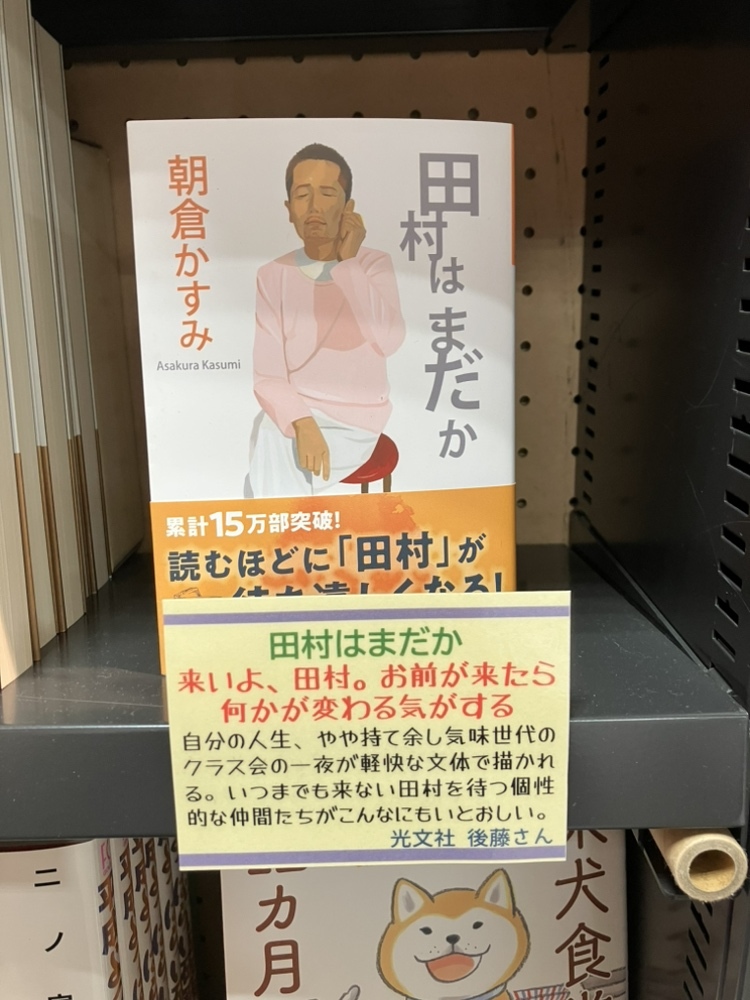 田村はまだか
朝倉かすみ
Asakura Kasumi
累計15万部突破!
読むほどに「田村」が
田村はまだか
来いよ、田村。お前が来たら
何かが変わる気がする
自分の人生、やや持て余し気味世代の
クラス会の一夜が軽快な文体で描かれ
る。いつまでも来ない田村を待つ個性
的な仲間たちがこんなにもいとおしい。
光文社 後藤さん
犬食
カ月
ニノ